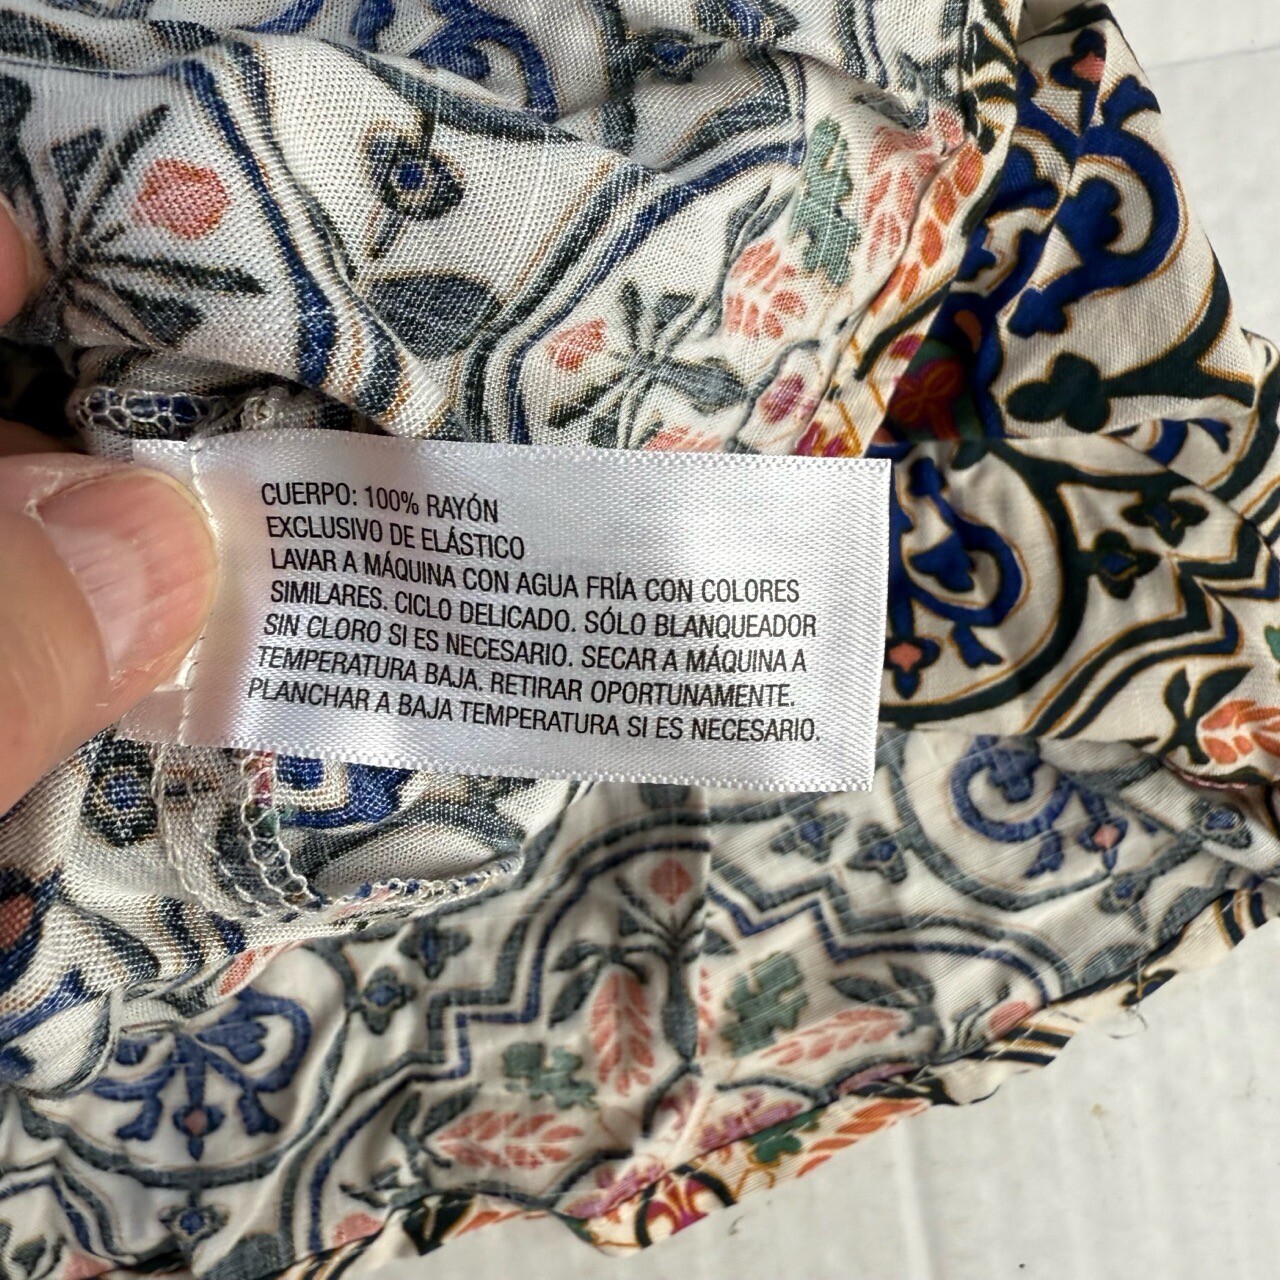 CUERPO: 100% RAYÓN
EXCLUSIVO DE ELÁSTICO
LAVAR A MÁQUINA CON AGUA FRÍA CON COLORES
SIMILARES. CICLO DELICADO. SÓLO BLANQUEADOR
SIN CLORO SI ES NECESARIO. SECAR A MÁQUINA A
TEMPERATURA BAJA. RETIRAR OPORTUNAMENTE.
PLANCHAR A BAJA TEMPERATURA SI ES NECESARIO.